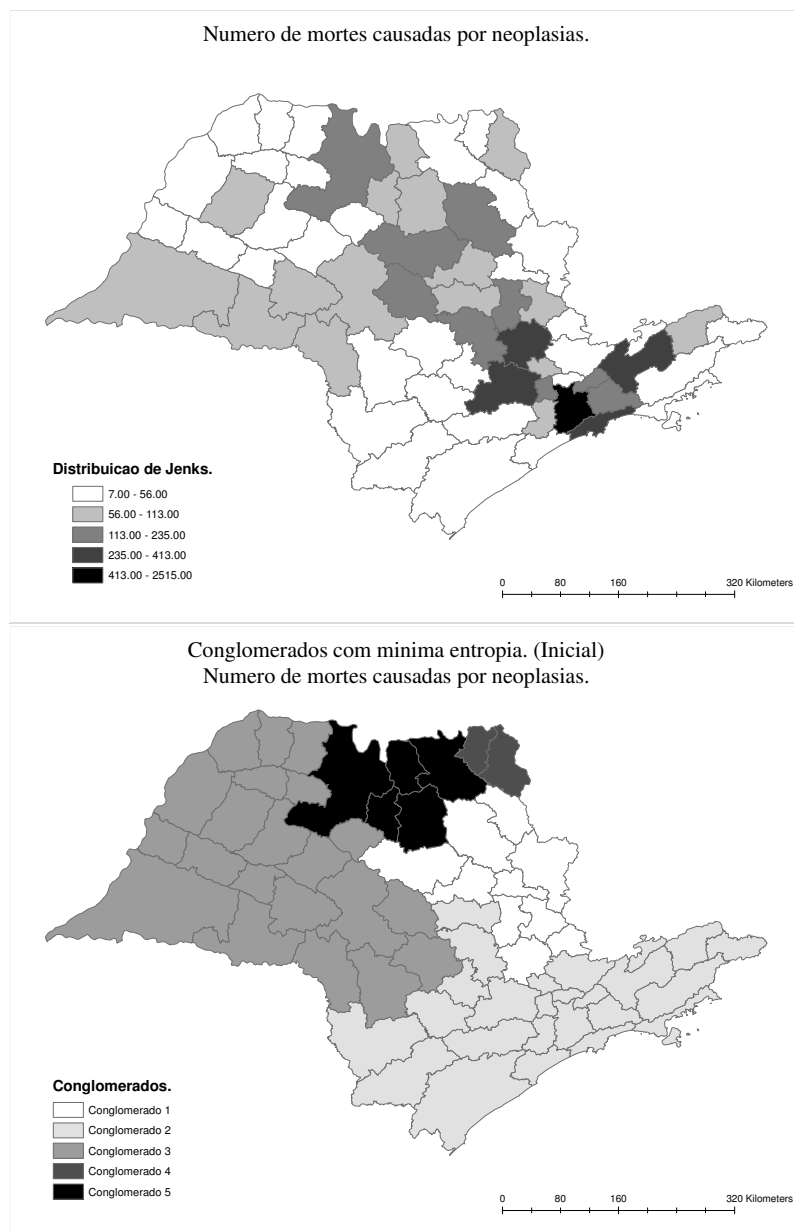 Numero de mortes causadas por neoplasias.
Distribuicao de Jenks.
7.00 - 56.00
56.00 - 113.00
113.00 - 235.00
235.00 - 413.00
413.00 - 2515.00
0 80 160 320 Kilometers
Conglomerados com minima entropia. (Inicial)
Numero de mortes causadas por neoplasias.
Conglomerados.
Conglomerado 1
Conglomerado 2
Conglomerado 3
Conglomerado 4
Conglomerado 5
0 80 160 320 Kilometers